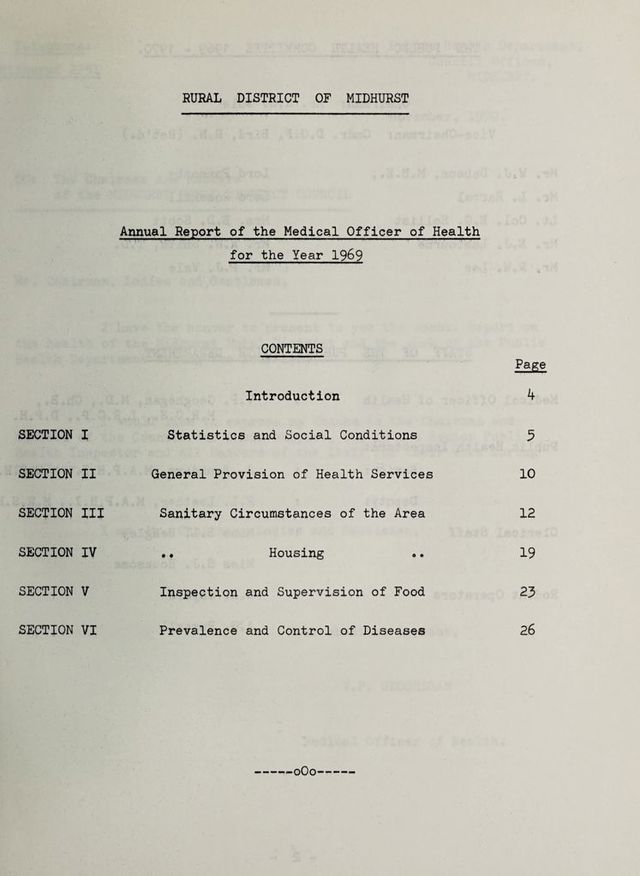 RURAL DISTRICT OF MIDHURST
Annual Report of the Medical Officer of Health
for the Year 1969
CONTENTS
Page
Introduction 4
SECTION I Statistics and Social Conditions 5
SECTION II General Provision of Health Services 10
SECTION III Sanitary Circumstances of the Area 12
SECTION IV .. Housing .. 19
SECTION V Inspection and Supervision of Food 23
SECTION VI Prevalence and Control of Diseases 26
-----oOo-----